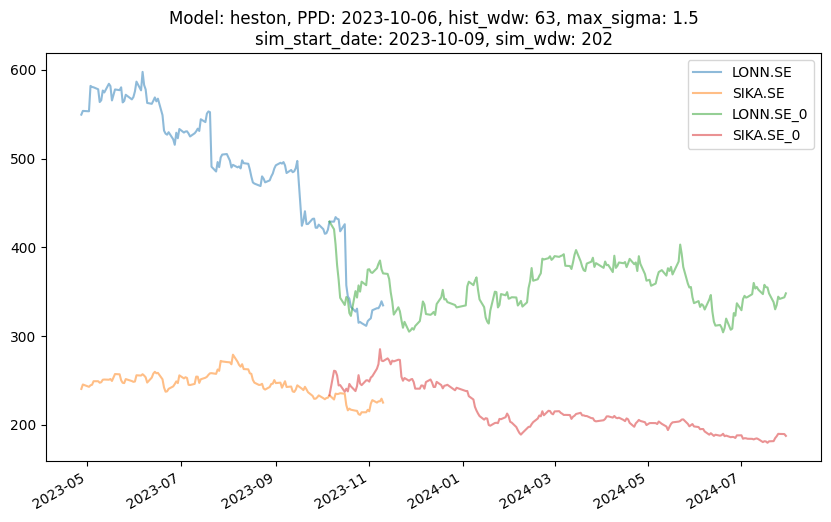 Model: heston, PPD: 2023-10-06, hist_wdw: 63, max_sigma: 1.5
sim_start_date: 2023-10-09, sim_wdw: 202
LONN.SE
SIKA.SE
LONN.SE_0
SIKA.SE_0
600
500
400
300
200
2023-05
2023-07
2023-09
2023-11
2024-01
2024-03
2024-05
2024-07